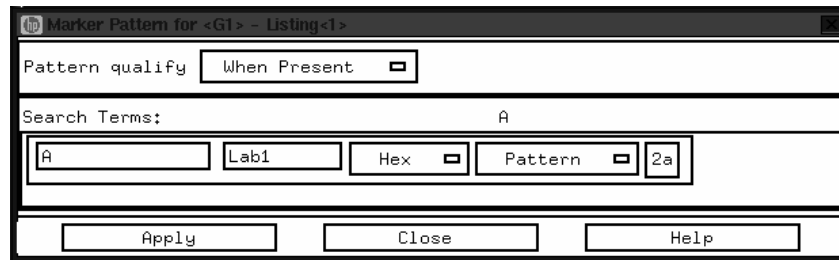 hp Marker Pattern for <G1> - Listing<1>
Pattern qualify When Present
Search Terms: A
A Lab1 Hex Pattern 2a
Apply Close Help